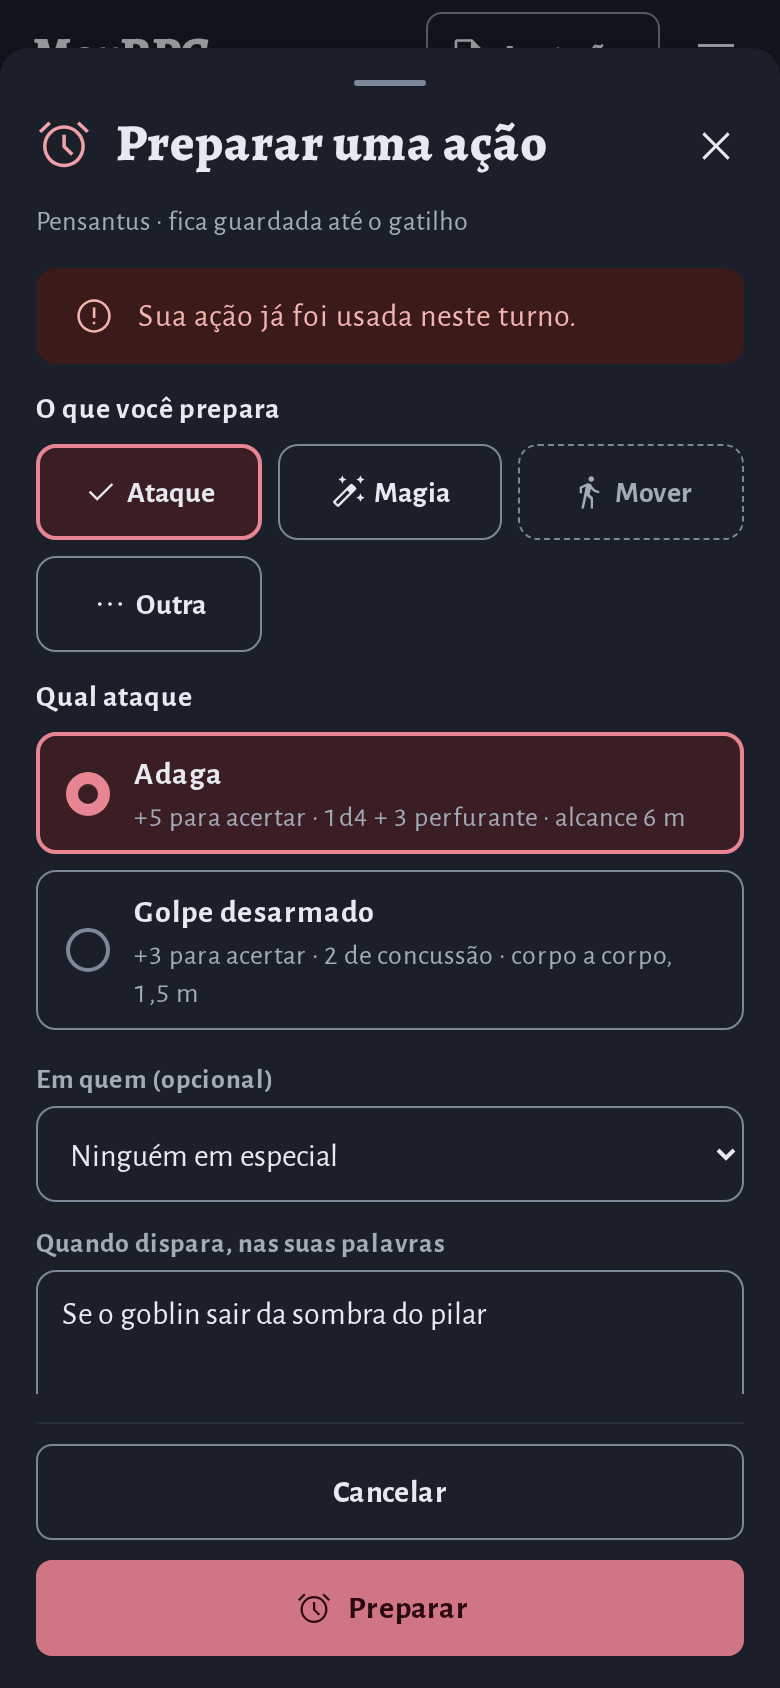 Preparar uma ação
Pensantus · fica guardada até o gatilho
Sua ação já foi usada neste turno.
O que você prepara
Ataque
Magia
Mover
Outra
Qual ataque
Adaga
+5 para acertar · 1d4 + 3 perfurante · alcance 6 m
Golpe desarmado
+3 para acertar · 2 de concussão · corpo a corpo,
1,5 m
Em quem (opcional)
Ninguém em especial
Quando dispara, nas suas palavras
Se o goblin sair da sombra do pilar
Cancelar
Preparar